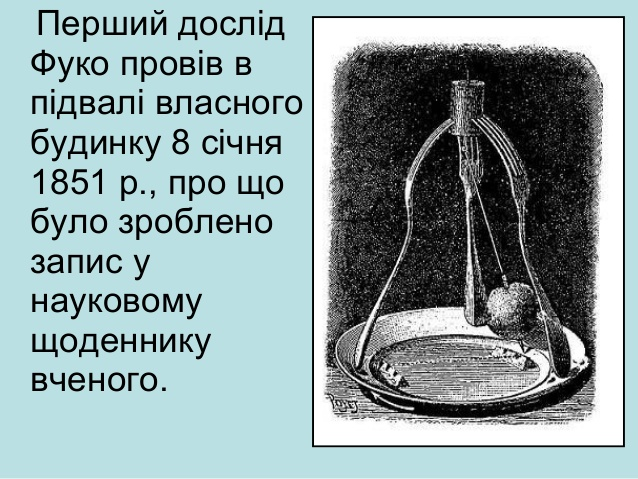 Перший дослід
Фуко провів в
підвалі власного
будинку 8 січня
1851 р., про що
було зроблено
запис у
науковому
щоденнику
вченого.